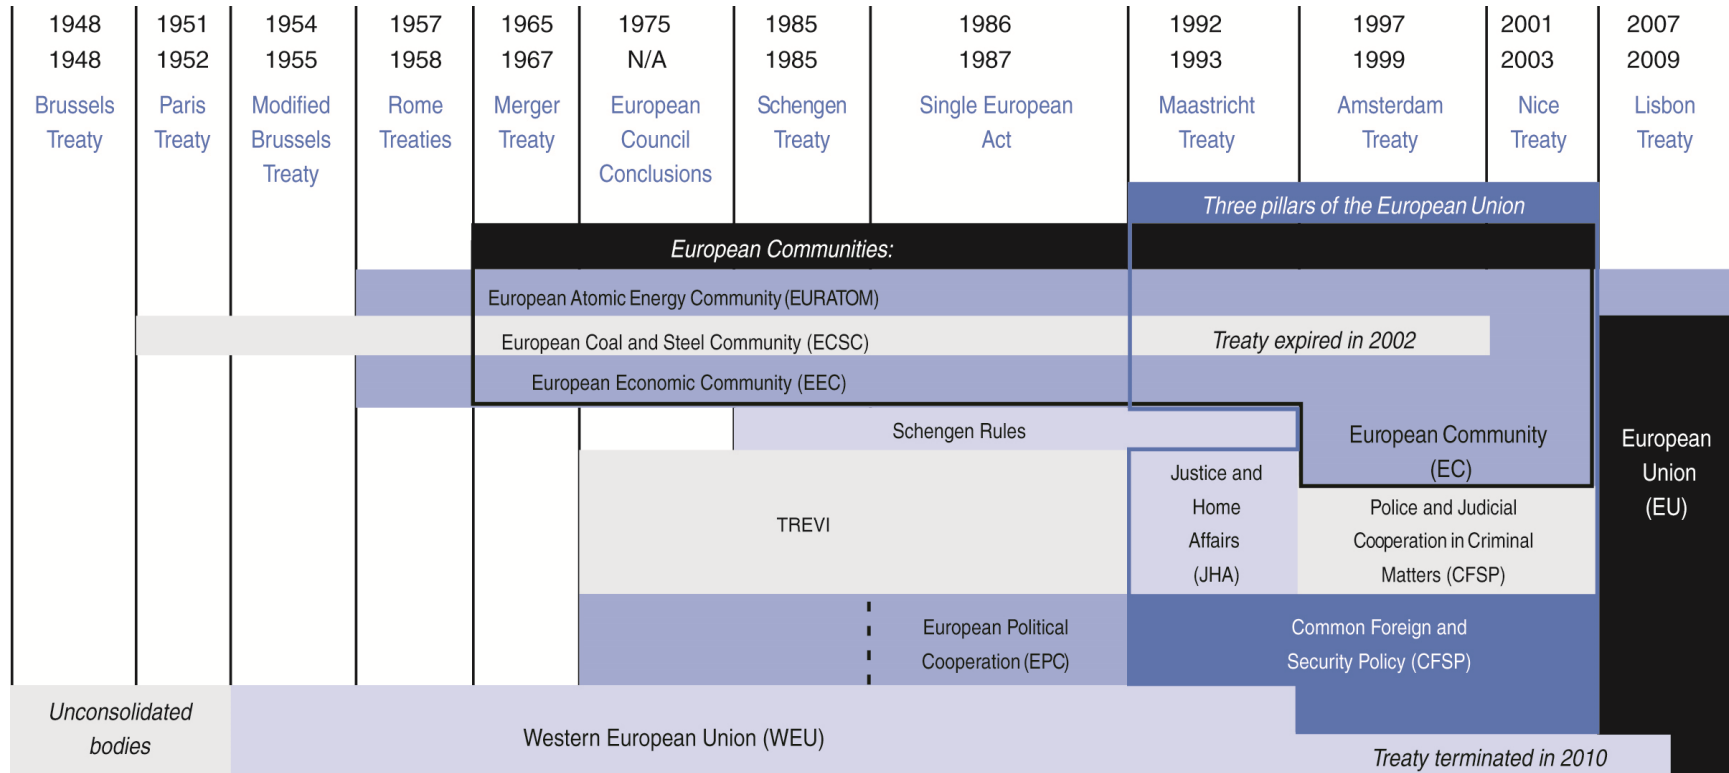 1948 1951 1954 1957 1965 1975 1985 1986 1992 1997 2001 2007
1948 1952 1955 1958 1967 N/A 1985 1987 1993 1999 2003 2009
Brussels Treaty
Paris Treaty
Modified Brussels Treaty
Rome Treaties
Merger Treaty
European Council Conclusions
Schengen Treaty
Single European Act
Maastricht Treaty
Amsterdam Treaty
Nice Treaty
Lisbon Treaty
Three pillars of the European Union
European Communities:
European Atomic Energy Community (EURATOM)
European Coal and Steel Community (ECSC)
Treaty expired in 2002
European Economic Community (EEC)
Schengen Rules
European Community
(EC)
European
Union
(EU)
TREVI
Justice and
Home
Affairs
(JHA)
Police and Judicial
Cooperation in Criminal
Matters (CFSP)
European Political
Cooperation (EPC)
Common Foreign and
Security Policy (CFSP)
Unconsolidated
bodies
Western European Union (WEU)
Treaty terminated in 2010